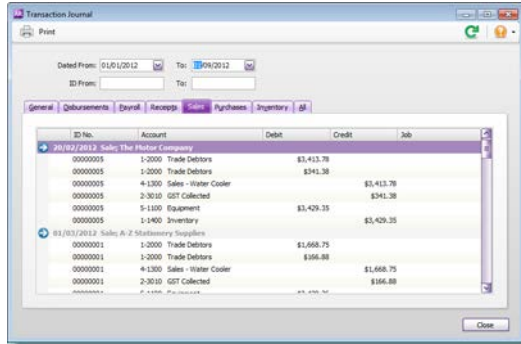 Transaction Journal
Print
Dated From: 01/01/2012 To: 01/09/2012
ID From: To:
General Disbursements Payroll Receipts Sales Purchases Inventory All
ID No. Account Debit Credit Job
20/02/2012 Sale; The Motor Company
00000005 1-2000 Trade Debtors $3,413.78
00000005 1-2000 Trade Debtors $341.38
00000005 4-1300 Sales - Water Cooler $3,413.78
00000005 2-3010 GST Collected $341.38
00000005 5-1100 Equipment $3,429.35
00000005 1-1400 Inventory $3,429.35
01/03/2012 Sale; A-Z Stationery Supplies
00000001 1-2000 Trade Debtors $1,668.75
00000001 1-2000 Trade Debtors $166.88
00000001 4-1300 Sales - Water Cooler $1,668.75
00000001 2-3010 GST Collected $166.88
00000001
Close